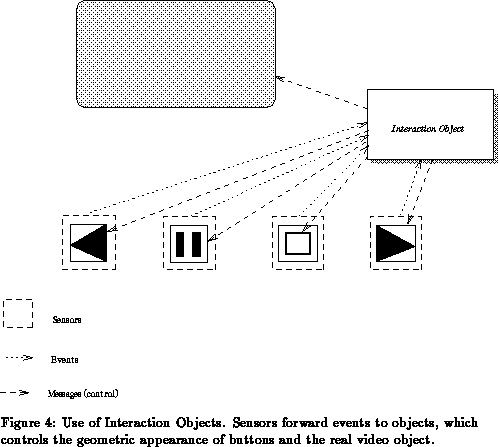 Interaction Object
Sensors
Events
Messages (control)
Figure 4: Use of Interaction Objects. Sensors forward events to objects, which
controls the geometric appearance of buttons and the real video object.